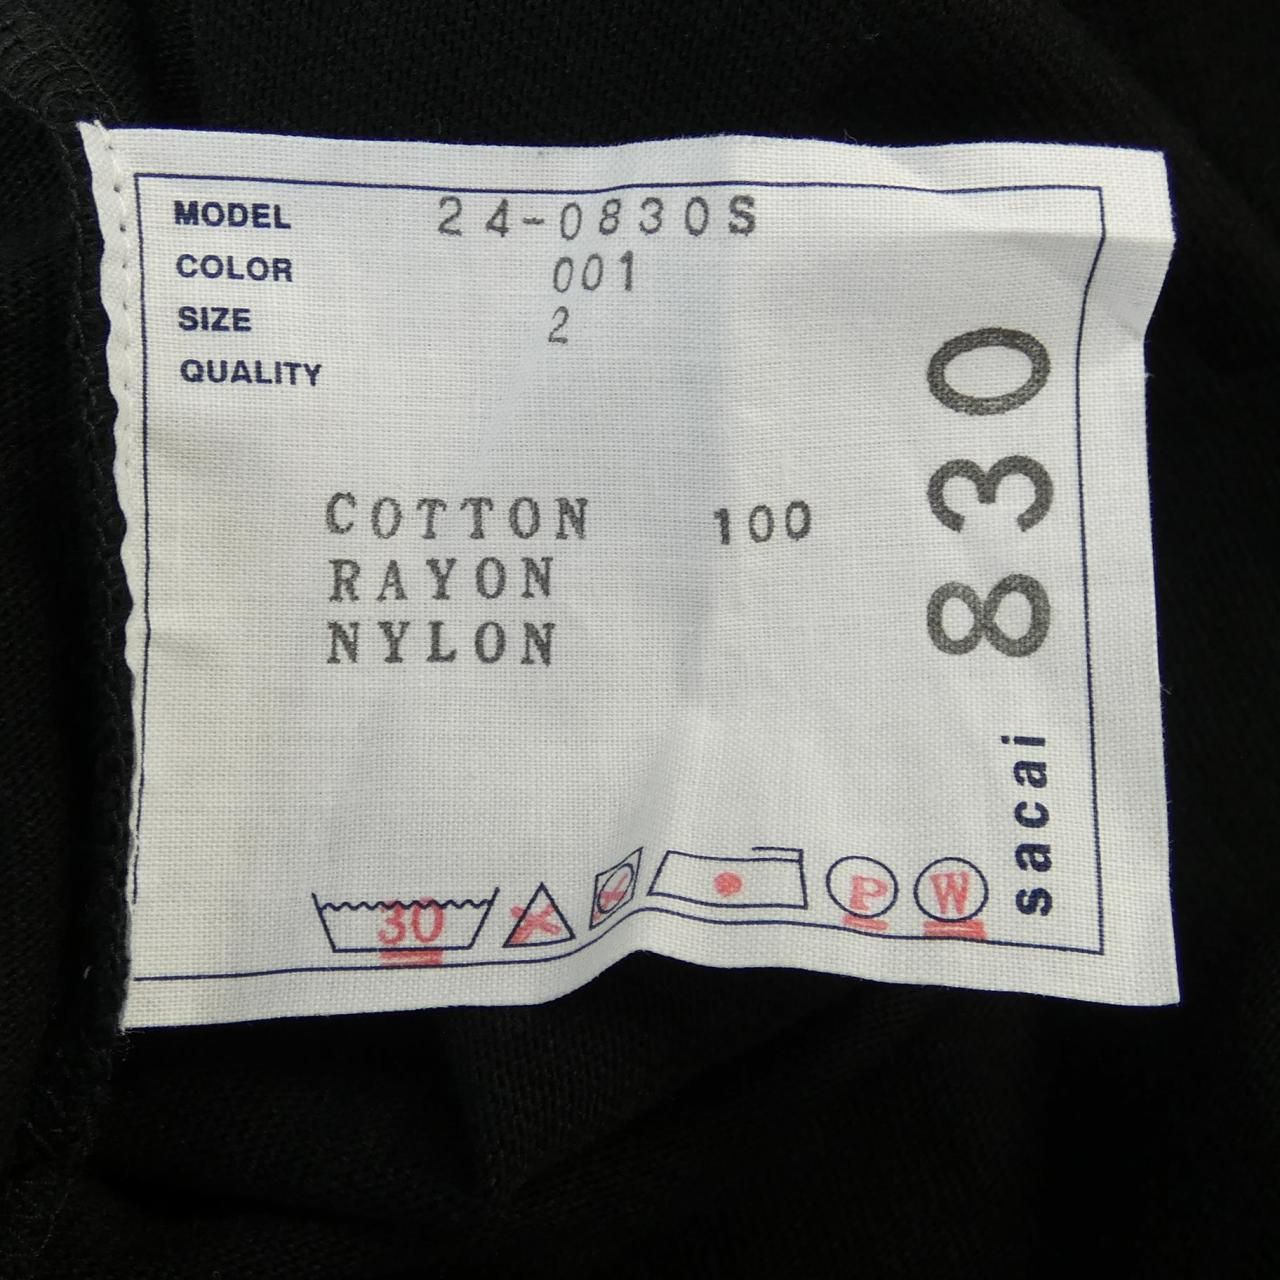 MODEL 24-0830S
COLOR 001
SIZE 2
QUALITY
COTTON 100
RAYON
NYLON
30
P
W
sacai 830